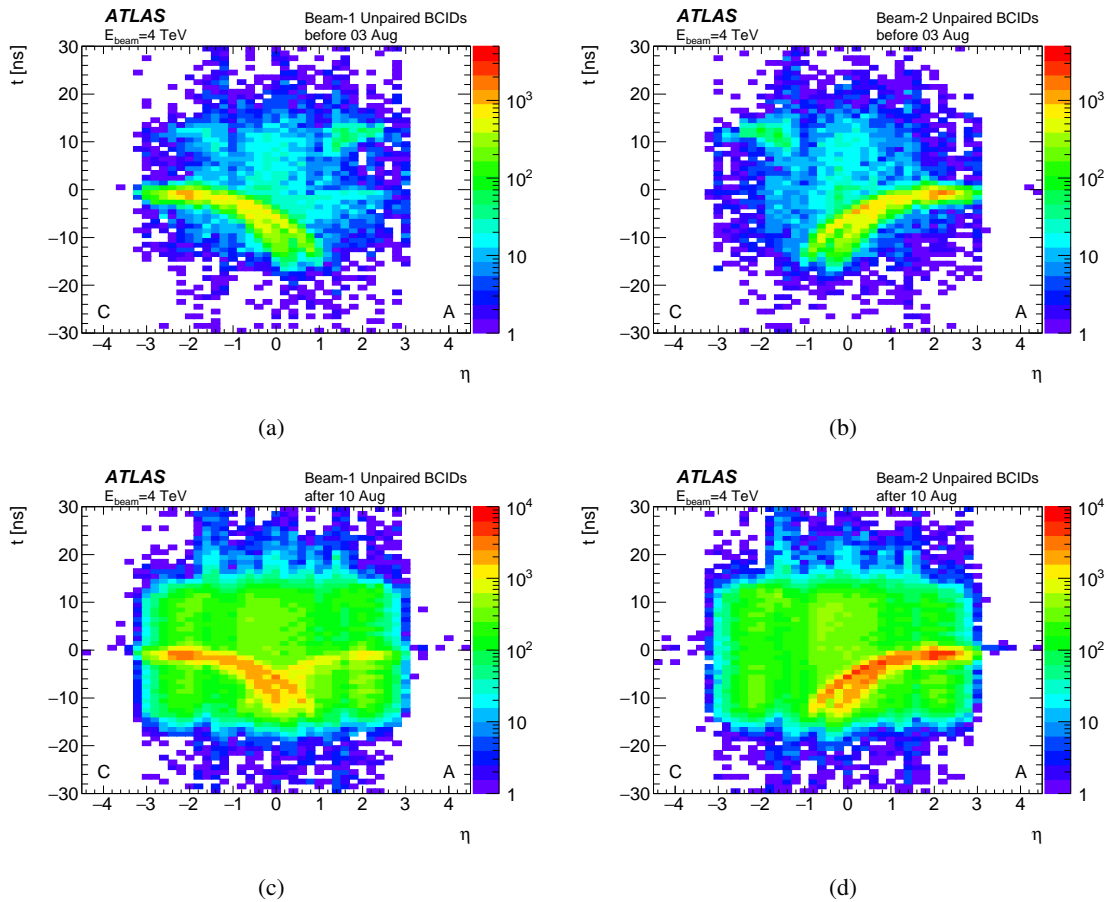 ATLAS Beam-1 Unpaired BCIDs
E_beam=4 TeV before 03 Aug
t [ns]
30
20
10
0
−10
−20
−30
C A
−4 −3 −2 −1 0 1 2 3 4
η
10^3
10^2
10
1
(a)
ATLAS Beam-2 Unpaired BCIDs
E_beam=4 TeV before 03 Aug
t [ns]
30
20
10
0
−10
−20
−30
C A
−4 −3 −2 −1 0 1 2 3 4
η
10^3
10^2
10
1
(b)
ATLAS Beam-1 Unpaired BCIDs
E_beam=4 TeV after 10 Aug
t [ns]
30
20
10
0
−10
−20
−30
C A
−4 −3 −2 −1 0 1 2 3 4
η
10^4
10^3
10^2
10
1
(c)
ATLAS Beam-2 Unpaired BCIDs
E_beam=4 TeV after 10 Aug
t [ns]
30
20
10
0
−10
−20
−30
C A
−4 −3 −2 −1 0 1 2 3 4
η
10^4
10^3
10^2
10
1
(d)